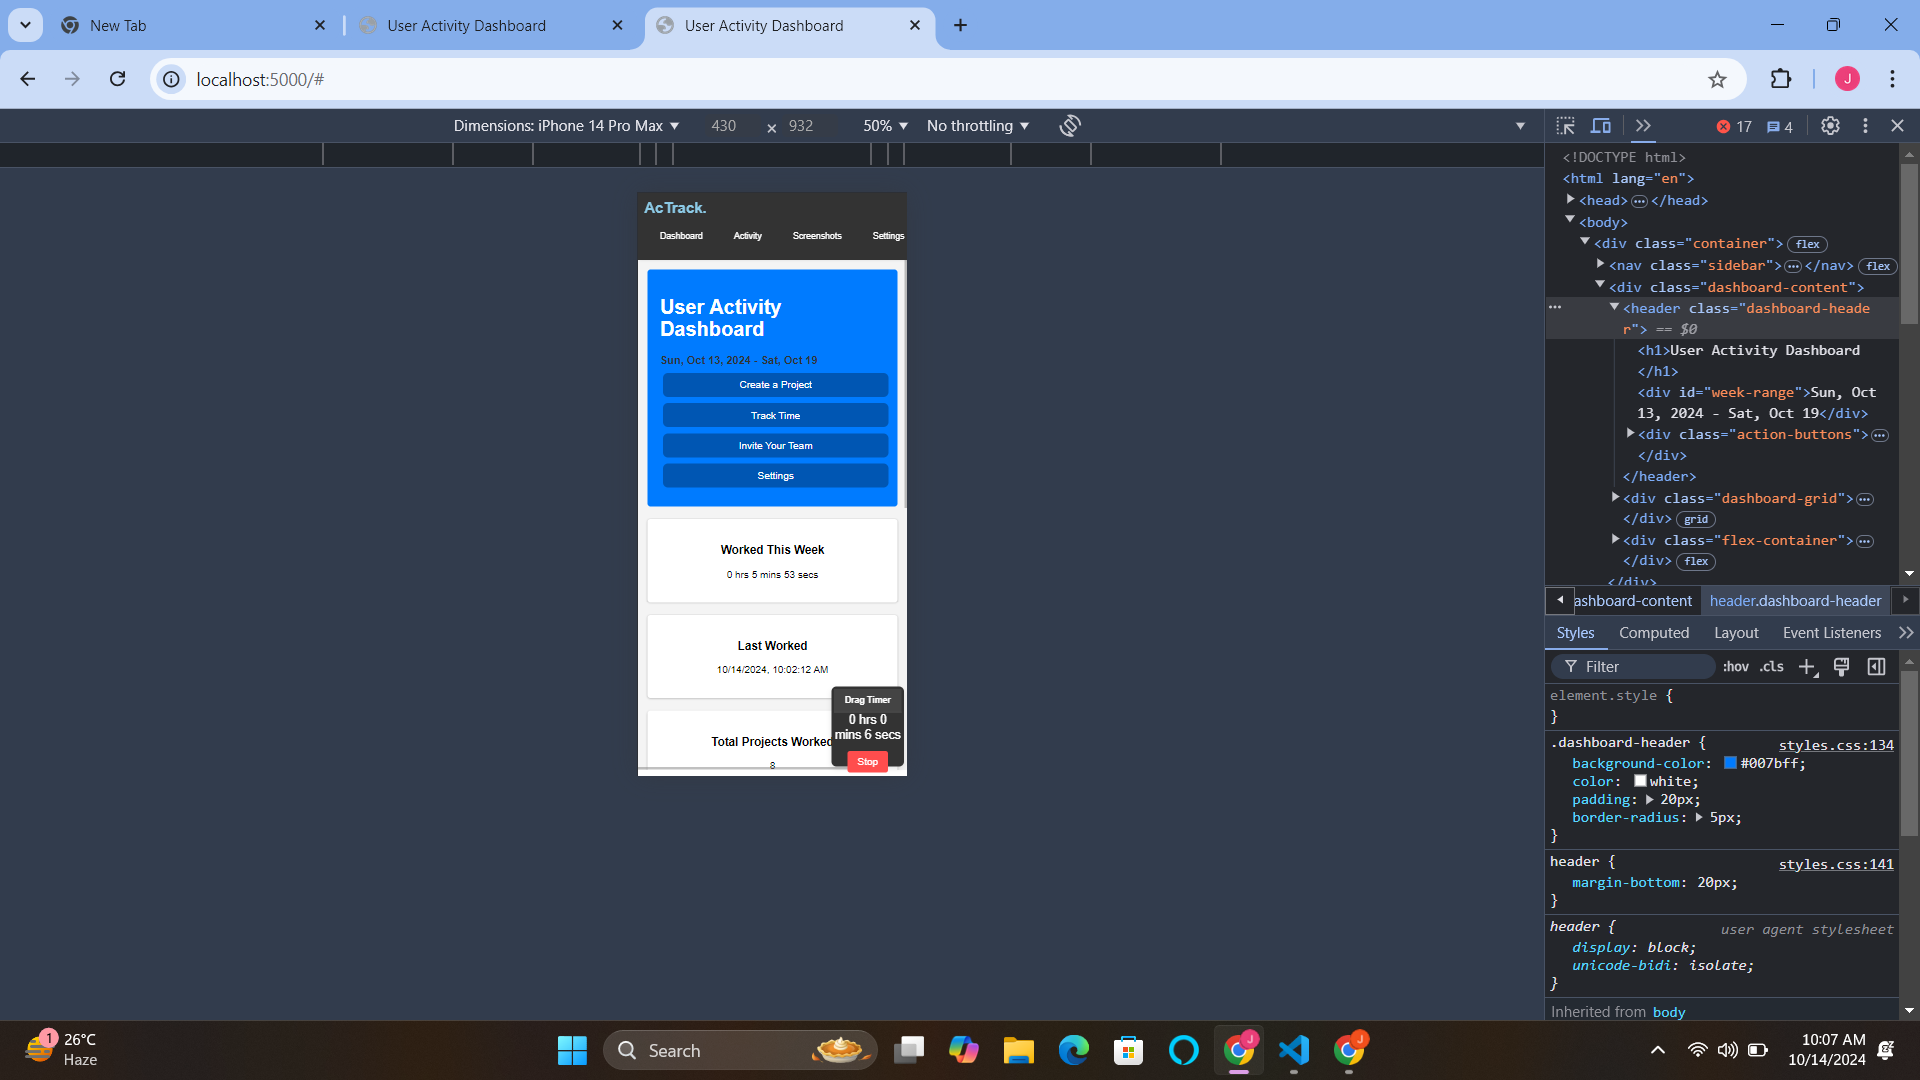 New Tab
User Activity Dashboard
User Activity Dashboard
localhost:5000/#
J
Dimensions: iPhone 14 Pro Max
430 × 932
50%
No throttling
17
4
AcTrack.
Dashboard Activity Screenshots Settings
User Activity
Dashboard
Sun, Oct 13, 2024 - Sat, Oct 19
Create a Project
Track Time
Invite Your Team
Settings
Worked This Week
0 hrs 5 mins 53 secs
Last Worked
10/14/2024, 10:02:12 AM
Total Projects Worked
8
Drag Timer
0 hrs 0
mins 6 secs
Stop
<!DOCTYPE html>
<html lang="en">
<head> ··· </head>
<body>
<div class="container"> flex
<nav class="sidebar"> ··· </nav> flex
<div class="dashboard-content">
··· <header class="dashboard-heade
r"> == $0
<h1>User Activity Dashboard
</h1>
<div id="week-range">Sun, Oct
13, 2024 - Sat, Oct 19</div>
<div class="action-buttons"> ···
</div>
</header>
<div class="dashboard-grid"> ···
</div> grid
<div class="flex-container"> ···
</div> flex
</div>
ashboard-content header.dashboard-header
Styles Computed Layout Event Listeners
Filter :hov .cls
element.style {
}
.dashboard-header { styles.css:134
background-color: #007bff;
color: white;
padding: 20px;
border-radius: 5px;
}
header { styles.css:141
margin-bottom: 20px;
}
header { user agent stylesheet
display: block;
unicode-bidi: isolate;
}
Inherited from body
1
26°C
Haze
Search
J
J
10:07 AM
10/14/2024